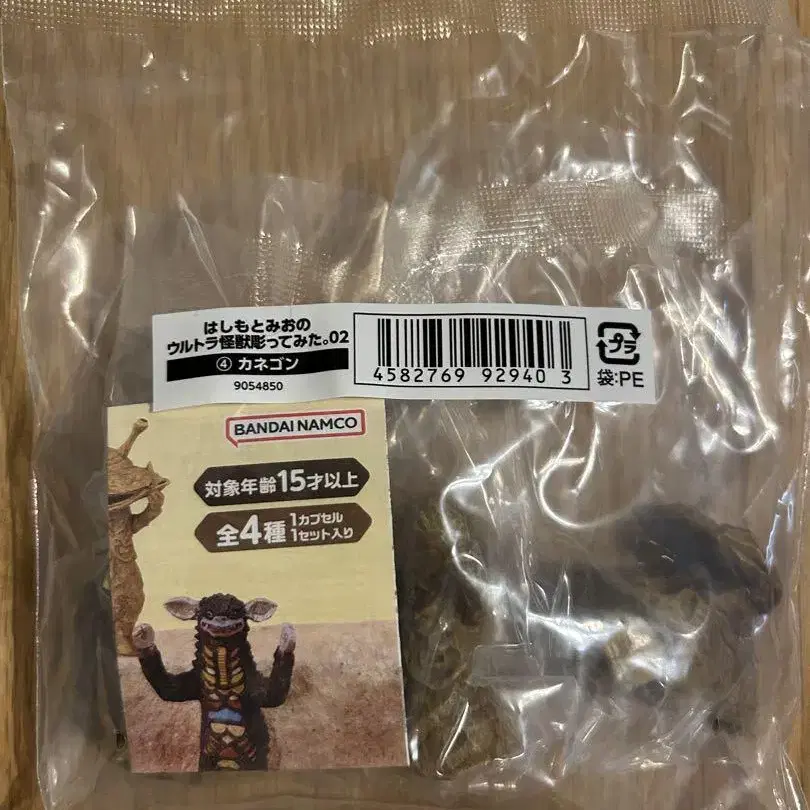 はしもとみおの
ウルトラ怪獣彫ってみた。02
④ カネゴン
9054850
4582769 92940 3
プラ
袋:PE
BANDAI NAMCO
対象年齢15才以上
全4種 1カプセル
1セット入り